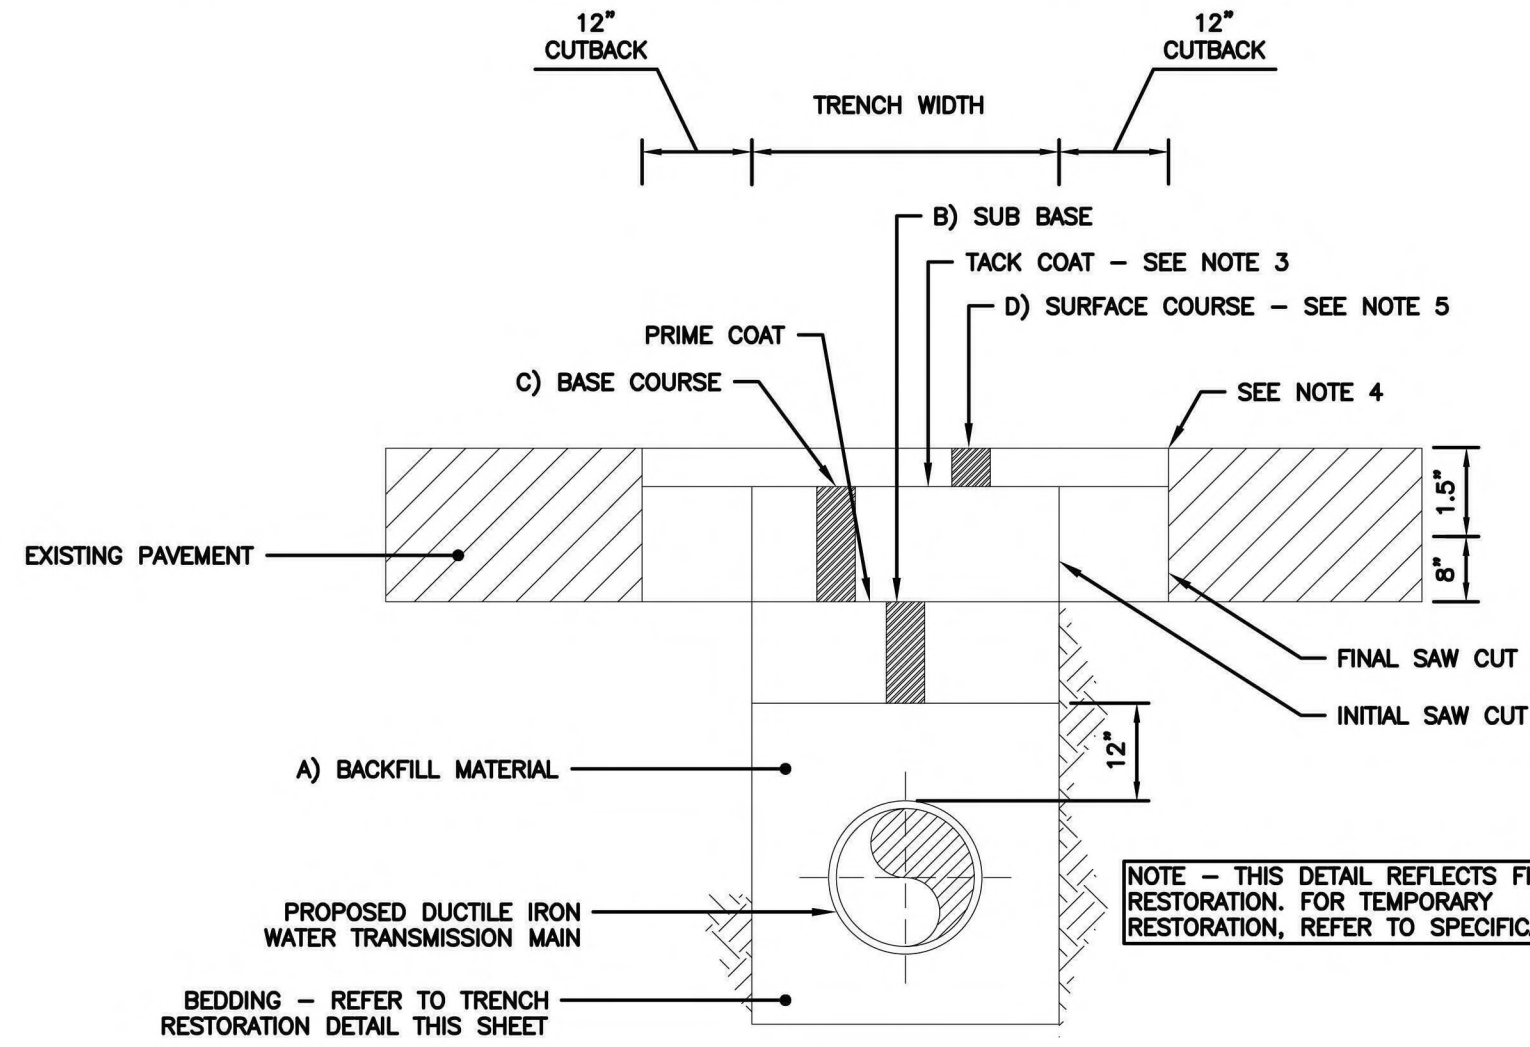 12”
CUTBACK
12”
CUTBACK
TRENCH WIDTH
B) SUB BASE
TACK COAT – SEE NOTE 3
D) SURFACE COURSE – SEE NOTE 5
PRIME COAT
C) BASE COURSE
SEE NOTE 4
1.5”
EXISTING PAVEMENT
8”
FINAL SAW CUT
INITIAL SAW CUT
12”
A) BACKFILL MATERIAL
NOTE – THIS DETAIL REFLECTS
RESTORATION. FOR TEMPORARY
RESTORATION, REFER TO
PROPOSED DUCTILE IRON
WATER TRANSMISSION MAIN
BEDDING – REFER TO TRENCH
RESTORATION DETAIL THIS SHEET